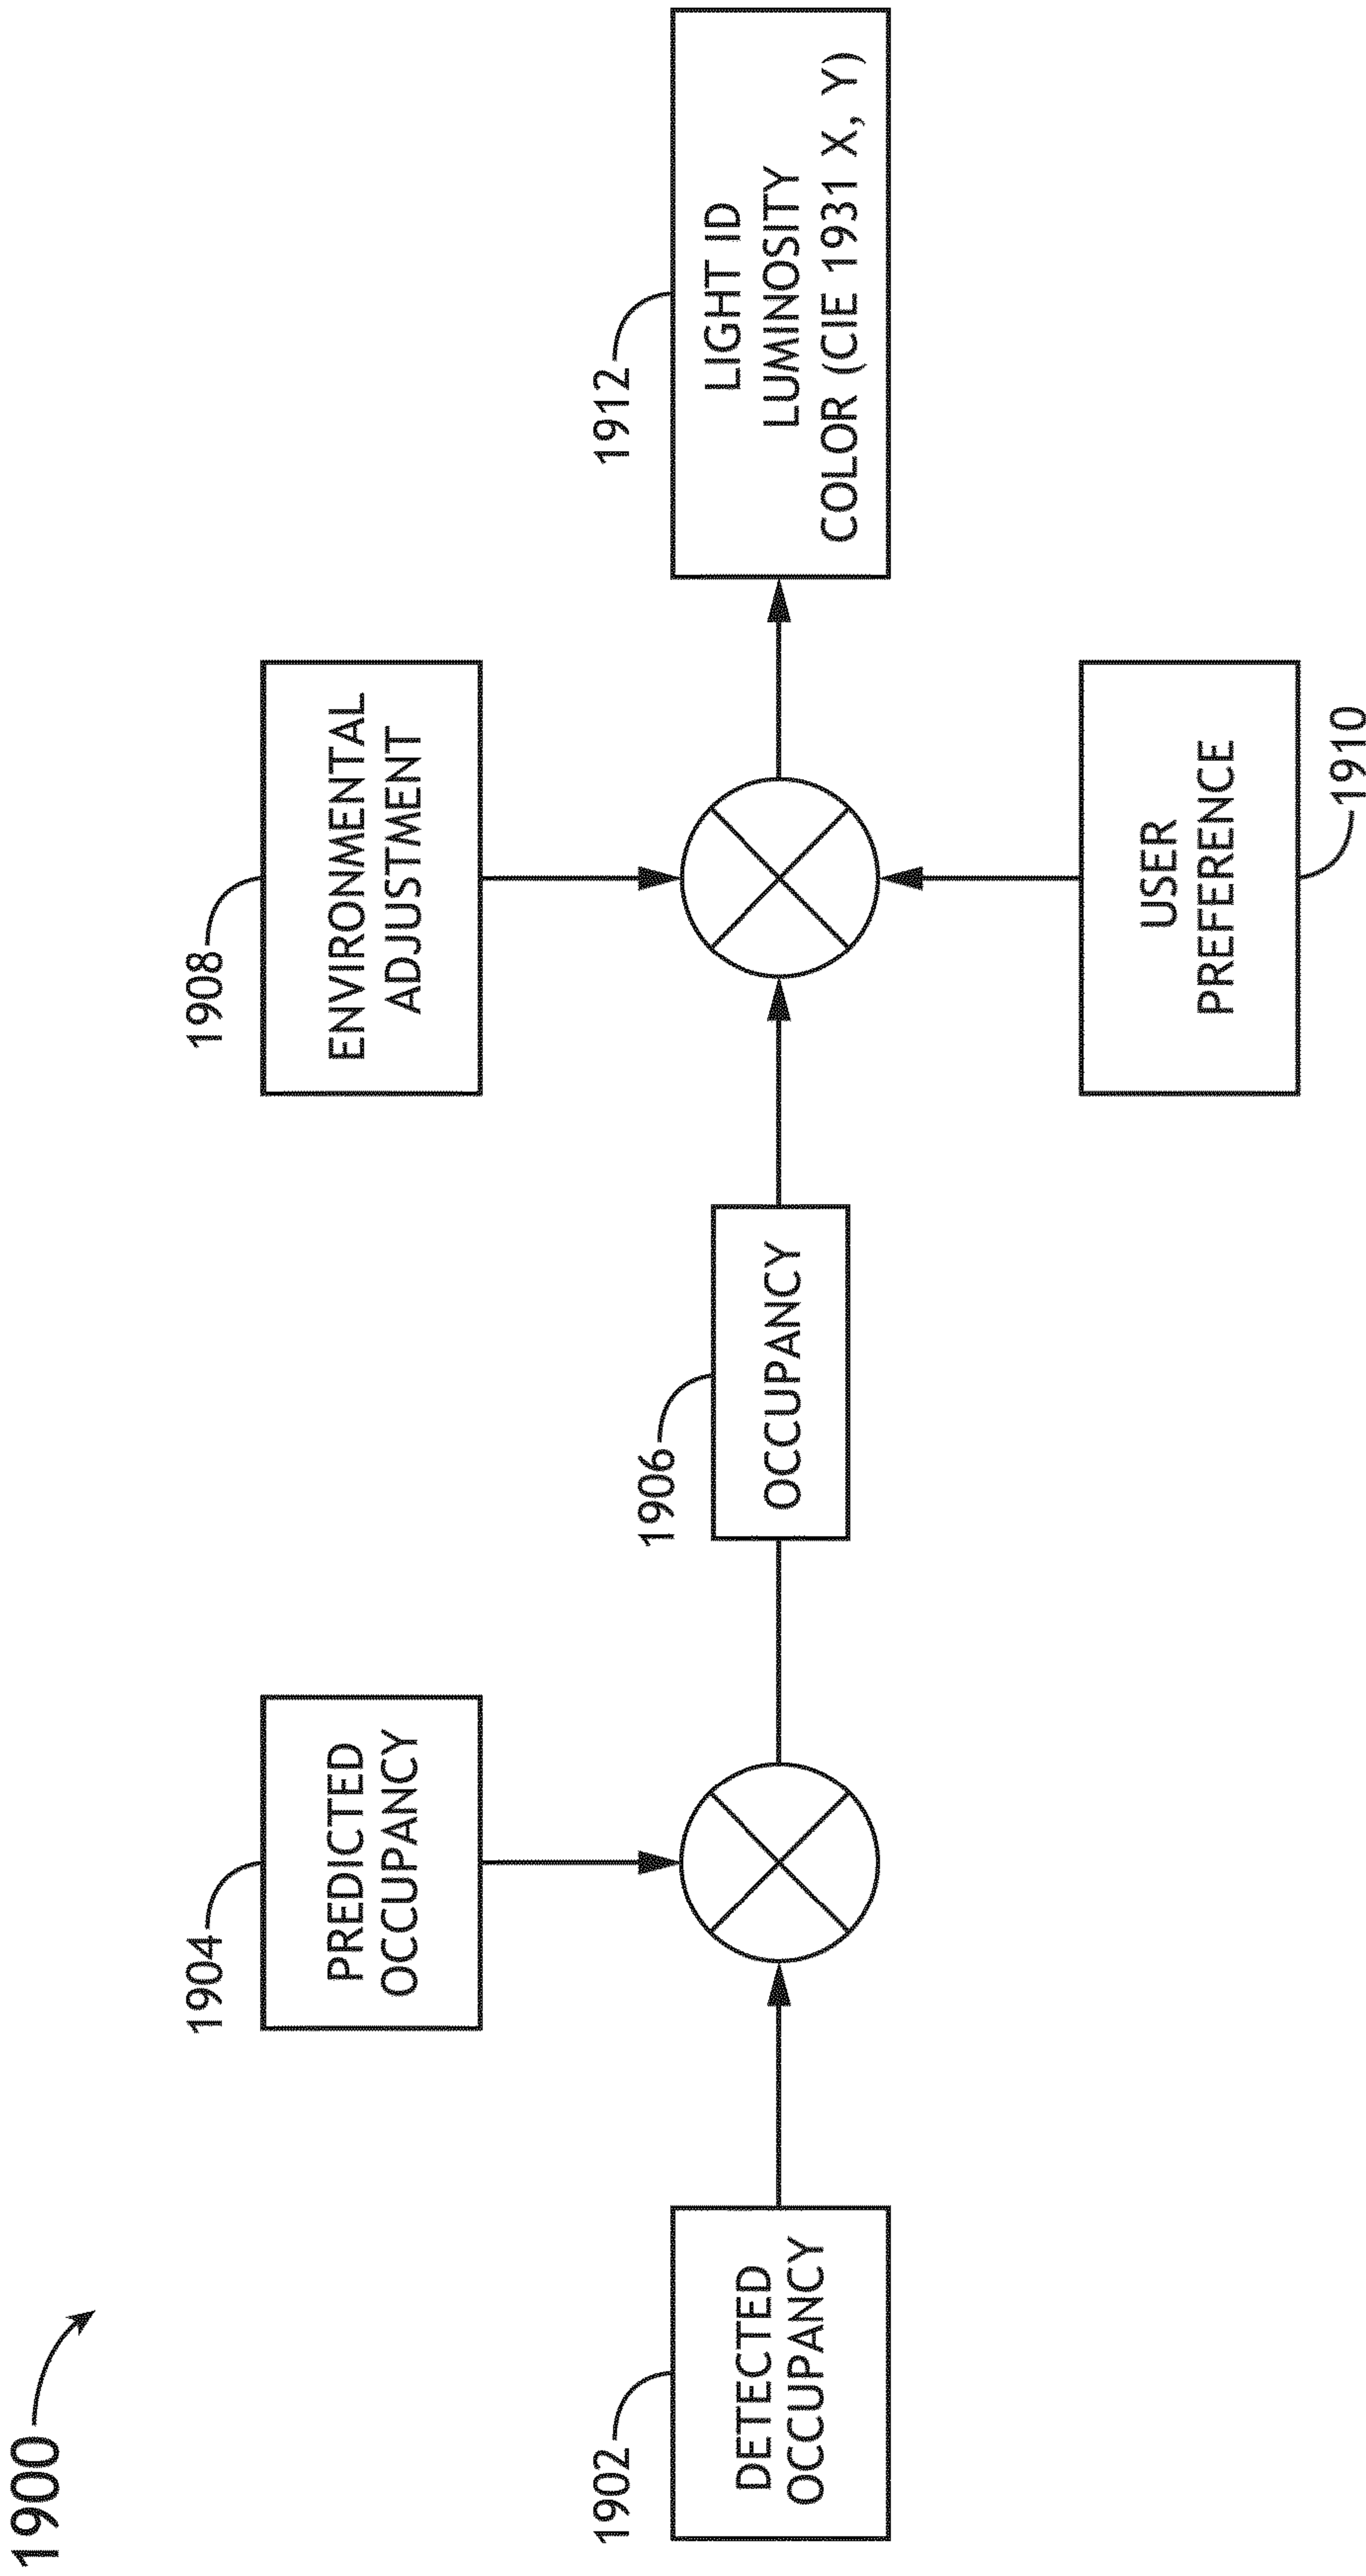 1900
1902
DETECTED
OCCUPANCY
1904
PREDICTED
OCCUPANCY
1906
OCCUPANCY
1908
ENVIRONMENTAL
ADJUSTMENT
USER
PREFERENCE
1910
1912
LIGHT ID
LUMINOSITY
COLOR (CIE 1931 X, Y)